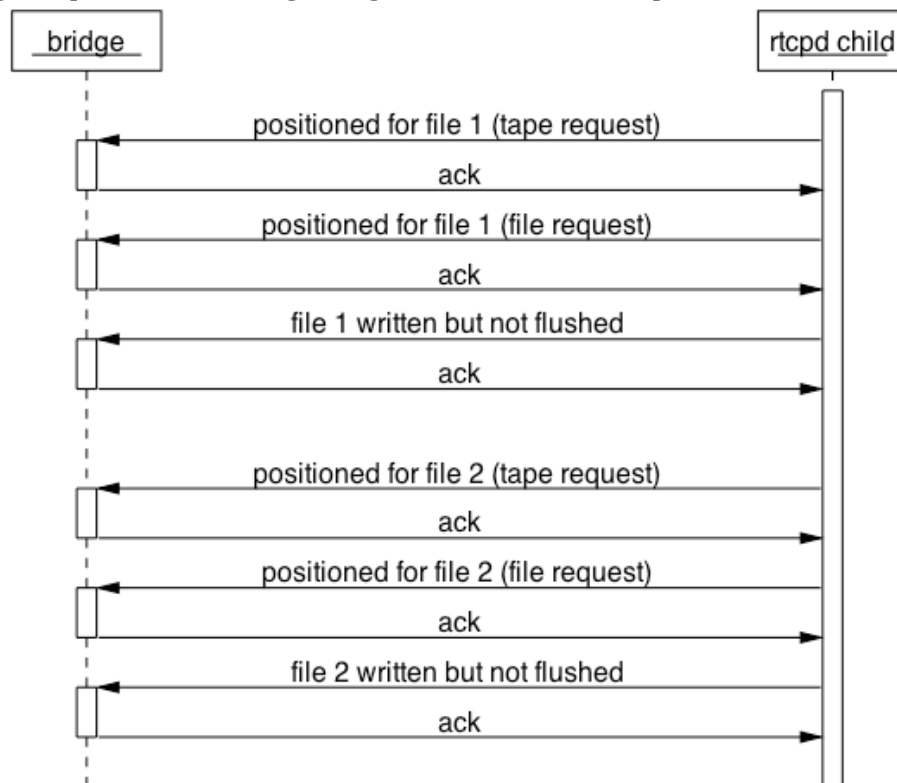 bridge
rtcpd child
positioned for file 1 (tape request)
ack
positioned for file 1 (file request)
ack
file 1 written but not flushed
ack
positioned for file 2 (tape request)
ack
positioned for file 2 (file request)
ack
file 2 written but not flushed
ack